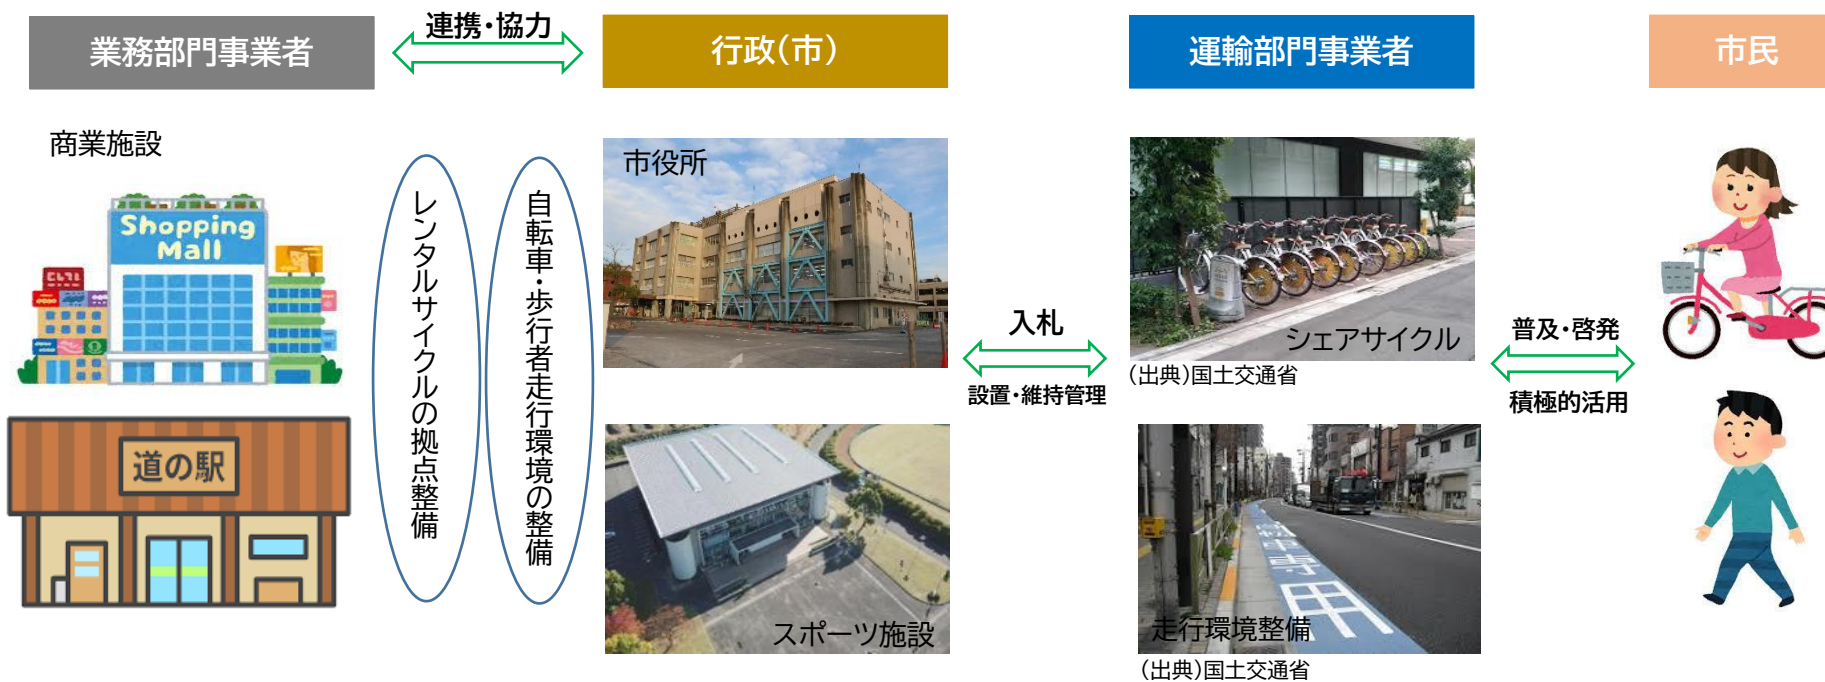 業務部門事業者
連携・協力
行政(市)
運輸部門事業者
市民
商業施設
Shopping
Mall
道の駅
レンタルサイクルの拠点整備
自転車・歩行者走行環境の整備
市役所
スポーツ施設
入札
設置・維持管理
シェアサイクル
(出典)国土交通省
走行環境整備
(出典)国土交通省
普及・啓発
積極的活用